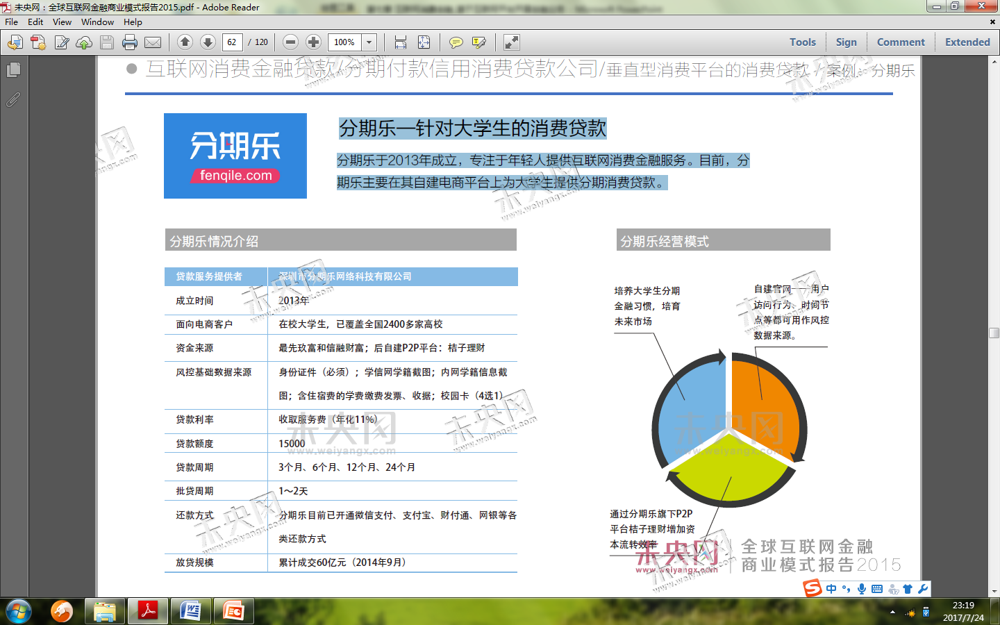 未央网：全球互联网金融商业模式报告2015.pdf - Adobe Reader
File Edit View Window Help
62 / 120 100% Tools Sign Comment Extended
互联网消费金融贷款/分期付款信用消费贷款公司/垂直型消费平台的消费贷款 / 案例：分期乐
分期乐
fenqile.com
分期乐—针对大学生的消费贷款
分期乐于2013年成立，专注于年轻人提供互联网消费金融服务。目前，分
期乐主要在其自建电商平台上为大学生提供分期消费贷款。
分期乐情况介绍
贷款服务提供者 深圳市分期乐网络科技有限公司
成立时间 2013年
面向电商客户 在校大学生，已覆盖全国2400多家高校
资金来源 最先玖富和信融财富；后自建P2P平台：桔子理财
风控基础数据来源 身份证件（必须）；学信网学籍截图；内网学籍信息截
图；含住宿费的学费缴费发票、收据；校园卡（4选1）
贷款利率 收取服务费（年化11%）
贷款额度 15000
贷款周期 3个月、6个月、12个月、24个月
批贷周期 1～2天
还款方式 分期乐目前已开通微信支付、支付宝、财付通、网银等各
类还款方式
放贷规模 累计成交60亿元（2014年9月）
分期乐经营模式
培养大学生分期
金融习惯，培育
未来市场
自建官网——用户
访问行为、时间节
点等都可用作风控
数据来源。
通过分期乐旗下P2P
平台桔子理财增加资
本流转效率
未央网
www.weiyangx.com
全球互联网金融
商业模式报告2015
中
23:19
2017/7/24